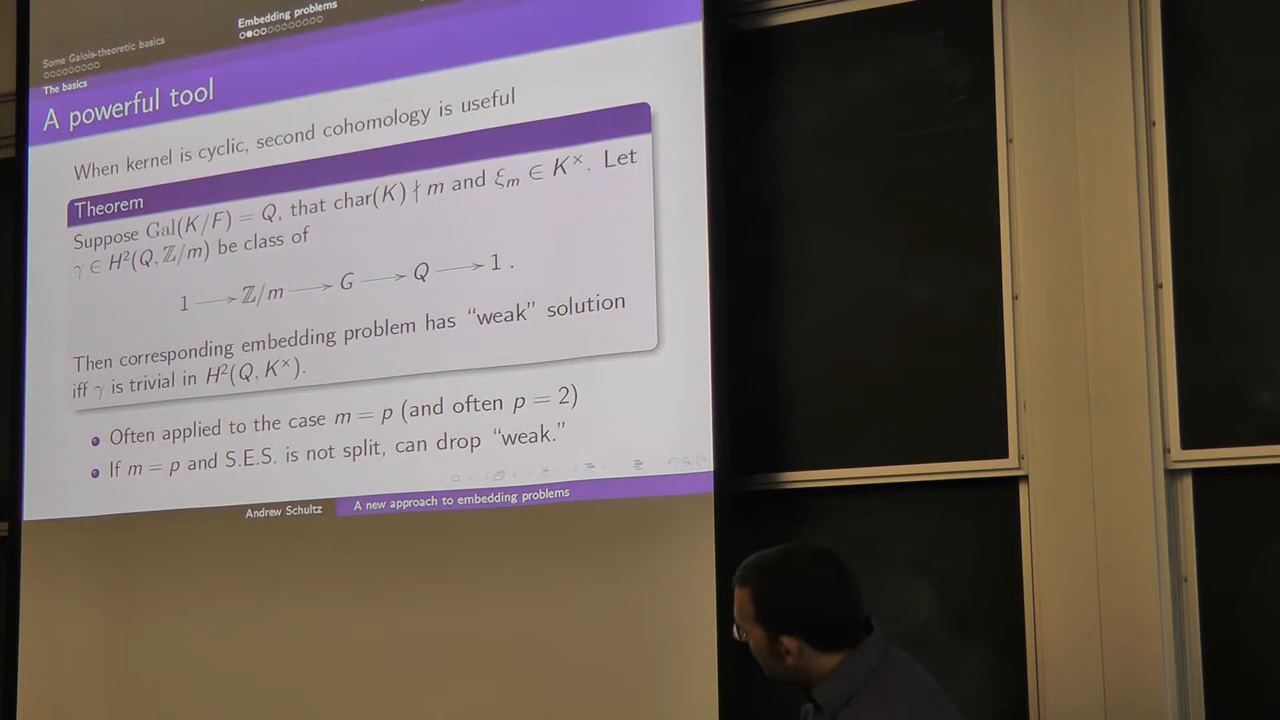 Embedding problems
Some Galois-theoretic basics
The basics
A powerful tool
When kernel is cyclic, second cohomology is useful
Theorem
Suppose Gal(K/F) = Q, that char(K) ∤ m and ξₘ ∈ K×. Let
γ ∈ H²(Q, ℤ/m) be class of
1 ⟶ ℤ/m ⟶ G ⟶ Q ⟶ 1 .
Then corresponding embedding problem has “weak” solution
iff γ is trivial in H²(Q, K×).
Often applied to the case m = p (and often p = 2)
If m = p and S.E.S. is not split, can drop “weak.”
Andrew Schultz
A new approach to embedding problems